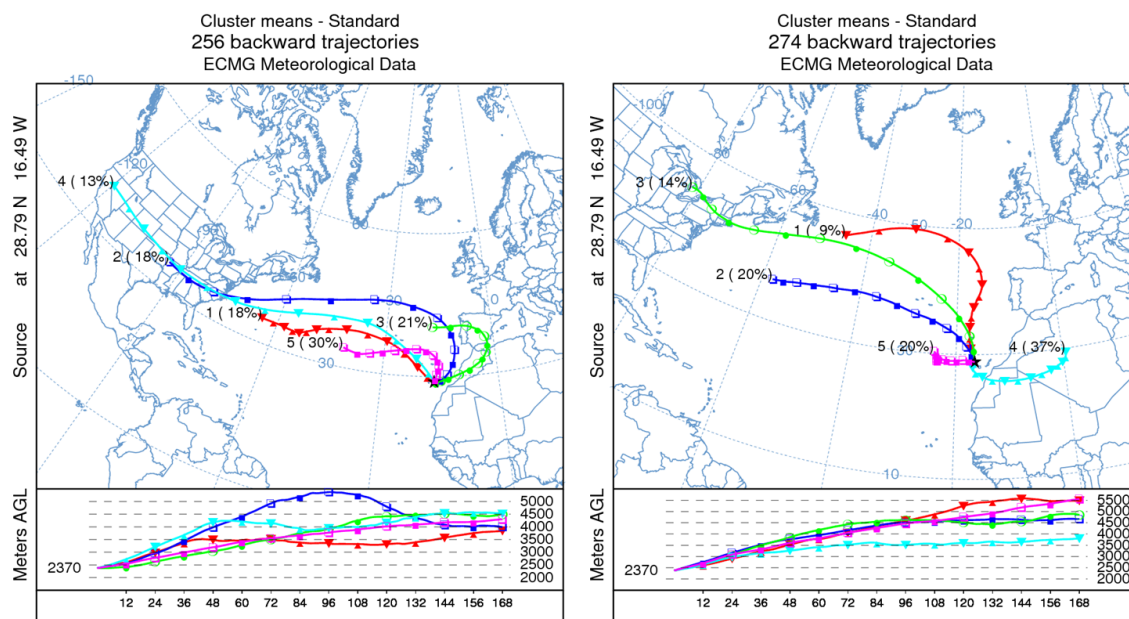 Cluster means - Standard
256 backward trajectories
ECMG Meteorological Data
Source at 28.79 N 16.49 W
-150
-120
4 ( 13%)
2 ( 18%)
1 ( 18%)
3 ( 21%)
5 ( 30%)
0
30
Meters AGL
2370
5000
4500
4000
3500
3000
2500
2000
12 24 36 48 60 72 84 96 108 120 132 144 156 168
Cluster means - Standard
274 backward trajectories
ECMG Meteorological Data
Source at 28.79 N 16.49 W
-100
-80
-60
-40
50
-20
3 ( 14%)
1 ( 9%)
2 ( 20%)
5 ( 20%)
4 ( 37%)
10
Meters AGL
2370
5500
5000
4500
4000
3500
3000
2500
2000
12 24 36 48 60 72 84 96 108 120 132 144 156 168